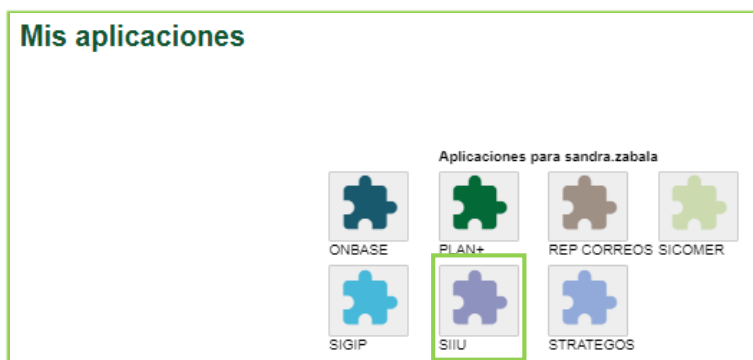 Mis aplicaciones
Aplicaciones para sandra.zabala
ONBASE PLAN+ REP CORREOS SICOMER
SIGIP SIIU STRATEGOS